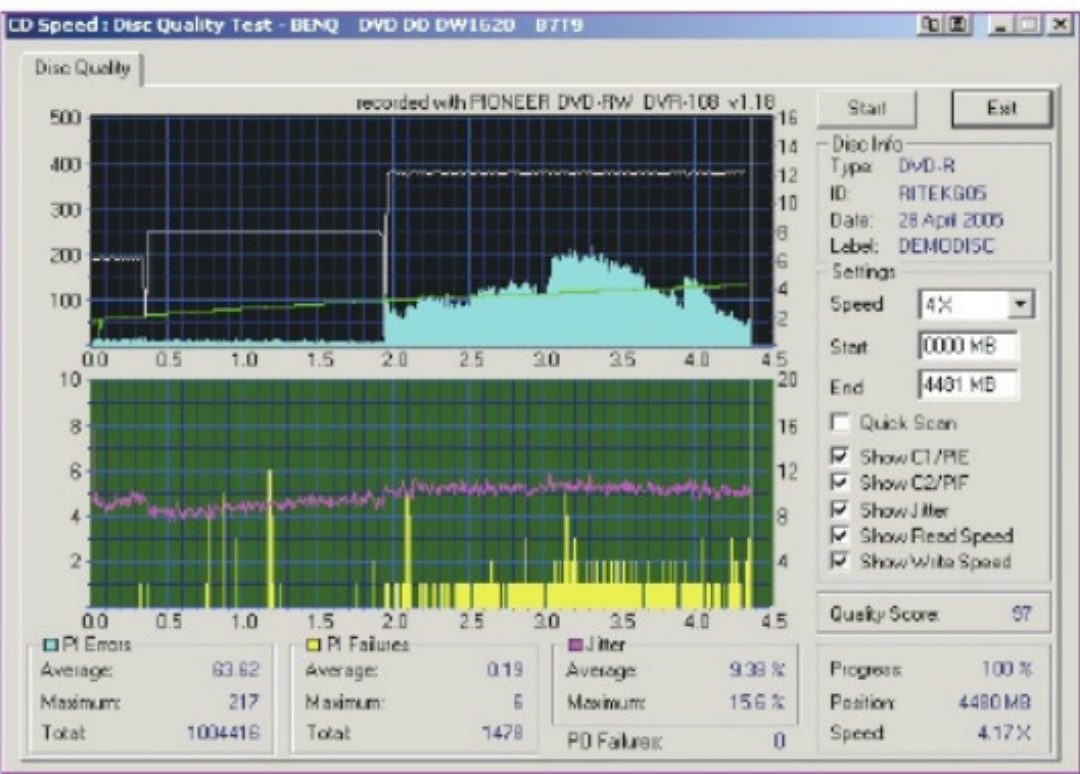 CD Speed : Disc Quality Test - BENQ DVD DD DW1620 B7T9
Disc Quality
recorded with PIONEER DVD-RW DVR-108 v1.18
500
400
300
200
100
16
14
12
10
8
6
4
2
0.0 0.5 1.0 1.5 2.0 2.5 3.0 3.5 4.0 4.5
10
8
6
4
2
20
16
12
8
4
0.0 0.5 1.0 1.5 2.0 2.5 3.0 3.5 4.0 4.5
Start Exit
Disc Info
Type: DVD-R
ID: RITEKG05
Date: 28 April 2005
Label: DEMODISC
Settings
Speed 4 X
Start 0000 MB
End 4481 MB
Quick Scan
Show C1/PIE
Show C2/PIF
Show Jitter
Show Read Speed
Show Write Speed
Quality Score: 97
PI Errors
Average: 63.62
Maximum: 217
Total: 1004416
PI Failures
Average: 0.19
Maximum: 6
Total: 1478
Jitter
Average: 9.38 %
Maximum: 15.6 %
PO Failures: 0
Progress: 100 %
Position: 4480 MB
Speed: 4.17 X